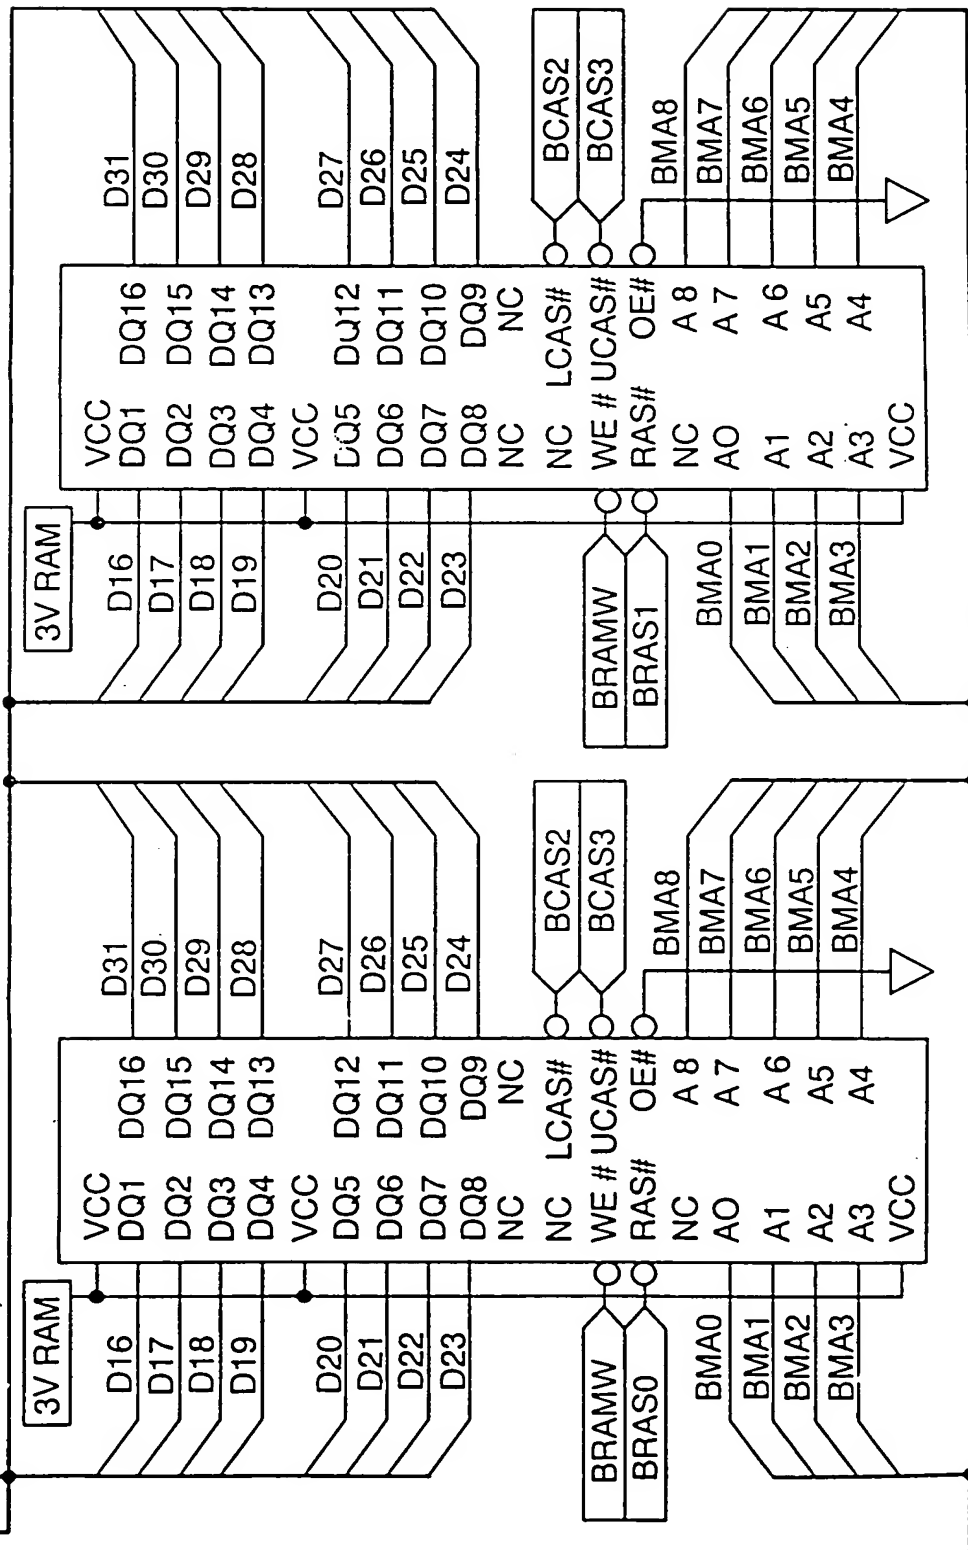 3V RAM
D16
D17
D18
D19
D20
D21
D22
D23
BRAMW
BRAS0
BMA0
BMA1
BMA2
BMA3
VCC
DQ1 DQ16
DQ2 DQ15
DQ3 DQ14
DQ4 DQ13
VCC
DQ5 DQ12
DQ6 DQ11
DQ7 DQ10
DQ8 DQ9
NC NC
NC LCAS#
WE # UCAS#
RAS# OE#
NC A 8
AO A 7
A1 A 6
A2 A5
A3 A4
VCC
D31
D30
D29
D28
D27
D26
D25
D24
BCAS2
BCAS3
BMA8
BMA7
BMA6
BMA5
BMA4
3V RAM
D16
D17
D18
D19
D20
D21
D22
D23
BRAMW
BRAS1
BMA0
BMA1
BMA2
BMA3
VCC
DQ1 DQ16
DQ2 DQ15
DQ3 DQ14
DQ4 DQ13
VCC
DQ5 DQ12
DQ6 DQ11
DQ7 DQ10
DQ8 DQ9
NC NC
NC LCAS#
WE # UCAS#
RAS# OE#
NC A 8
AO A 7
A1 A 6
A2 A5
A3 A4
VCC
D31
D30
D29
D28
D27
D26
D25
D24
BCAS2
BCAS3
BMA8
BMA7
BMA6
BMA5
BMA4